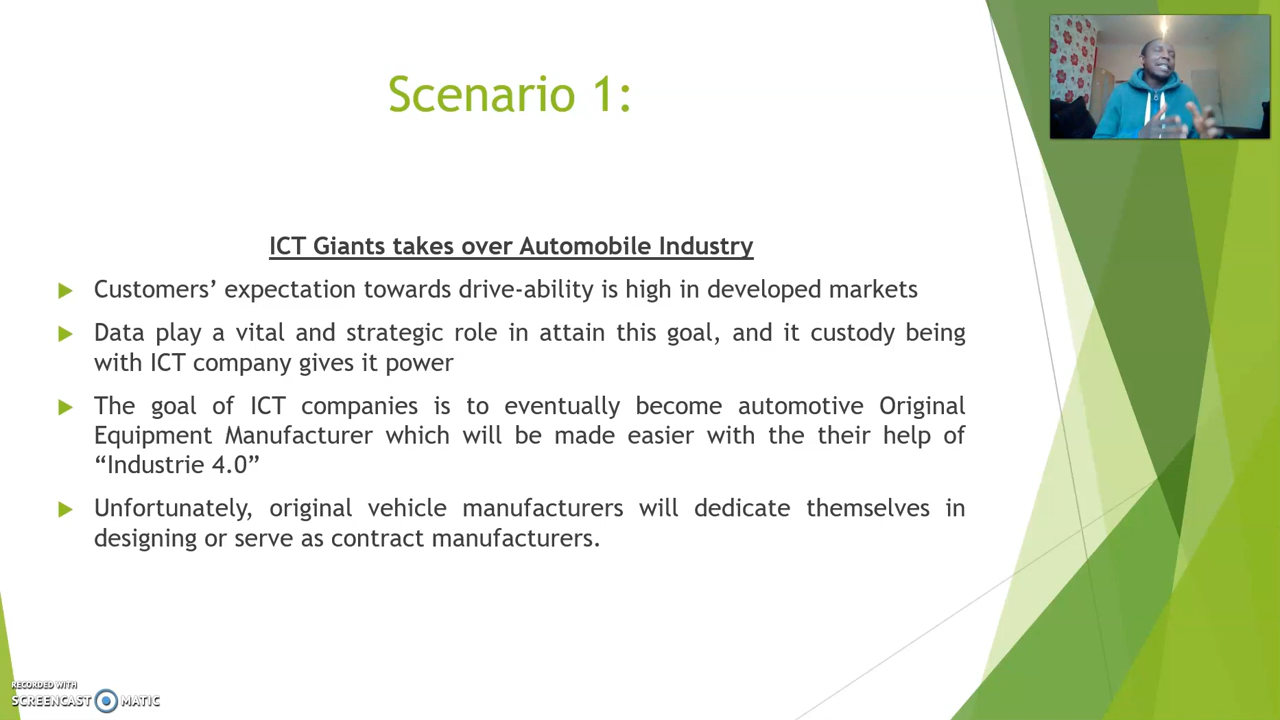 Scenario 1:
ICT Giants takes over Automobile Industry
Customers’ expectation towards drive-ability is high in developed markets
Data play a vital and strategic role in attain this goal, and it custody being
with ICT company gives it power
The goal of ICT companies is to eventually become automotive Original
Equipment Manufacturer which will be made easier with the their help of
“Industrie 4.0”
Unfortunately, original vehicle manufacturers will dedicate themselves in
designing or serve as contract manufacturers.
RECORDED WITH
SCREENCAST MATIC